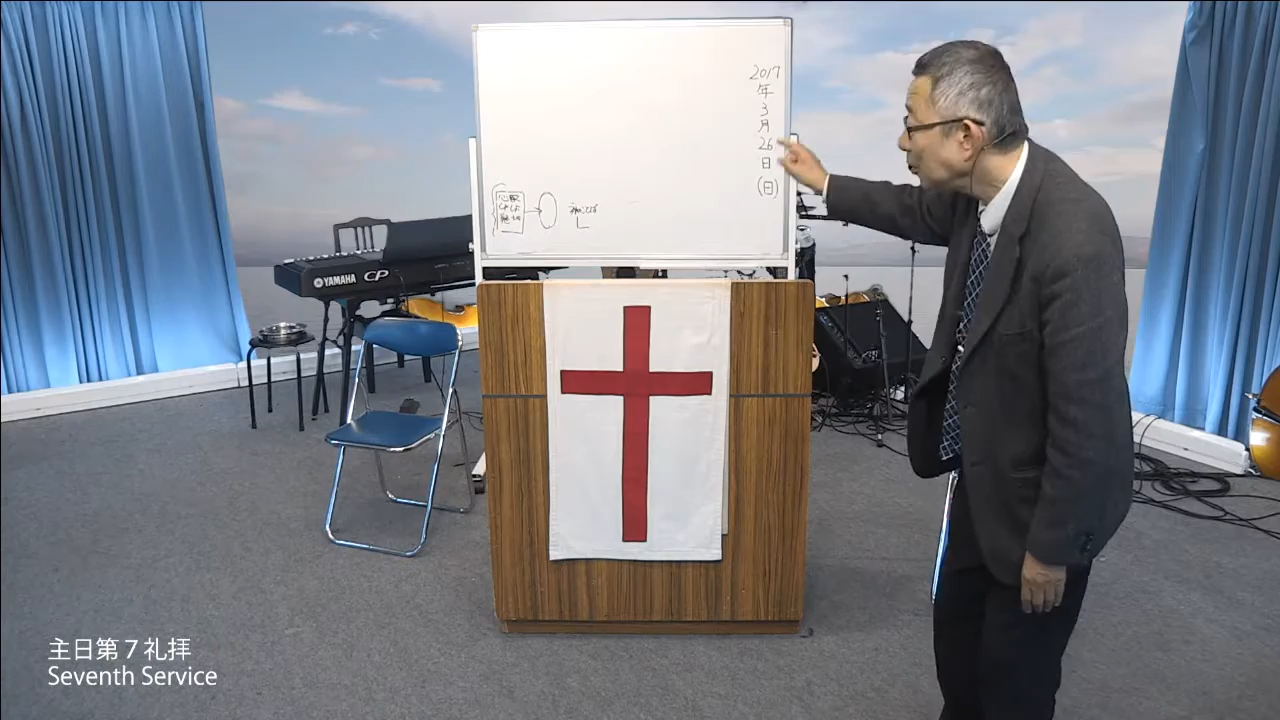 2017
年
3
月
26
日
(日)
YAMAHA CP
主日第7礼拝
Seventh Service